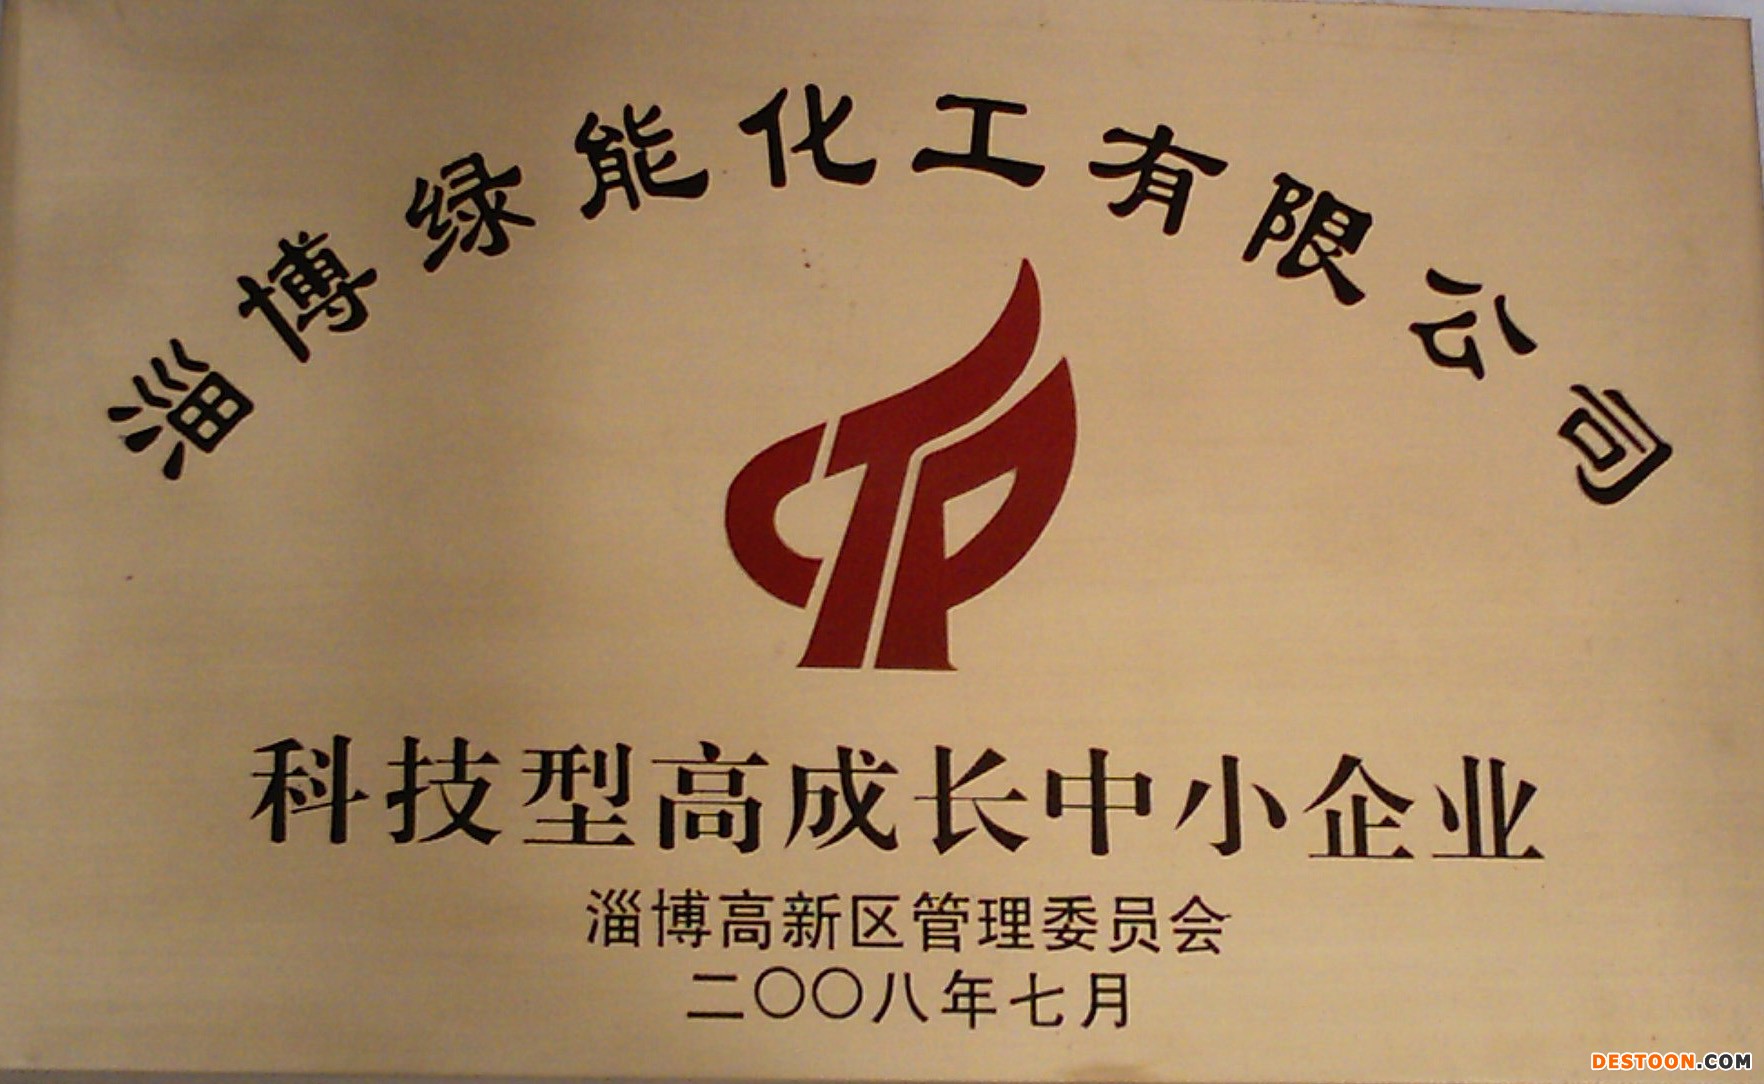 淄博绿能化工有限公司
科技型高成长中小企业
淄博高新区管理委员会
二〇〇八年七月
DESTOON.COM